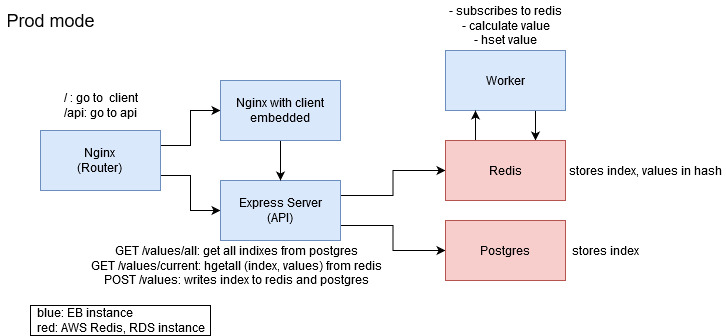 Prod mode
- subscribes to redis
- calculate value
- hset value
/ : go to  client
/api: go to api
Nginx
(Router)
Nginx with client
embedded
Worker
Express Server
(API)
Redis
stores index, values in hash
Postgres
stores index
GET /values/all: get all indixes from postgres
GET /values/current: hgetall (index, values) from redis
POST /values: writes index to redis and postgres
blue: EB instance
red: AWS Redis, RDS instance